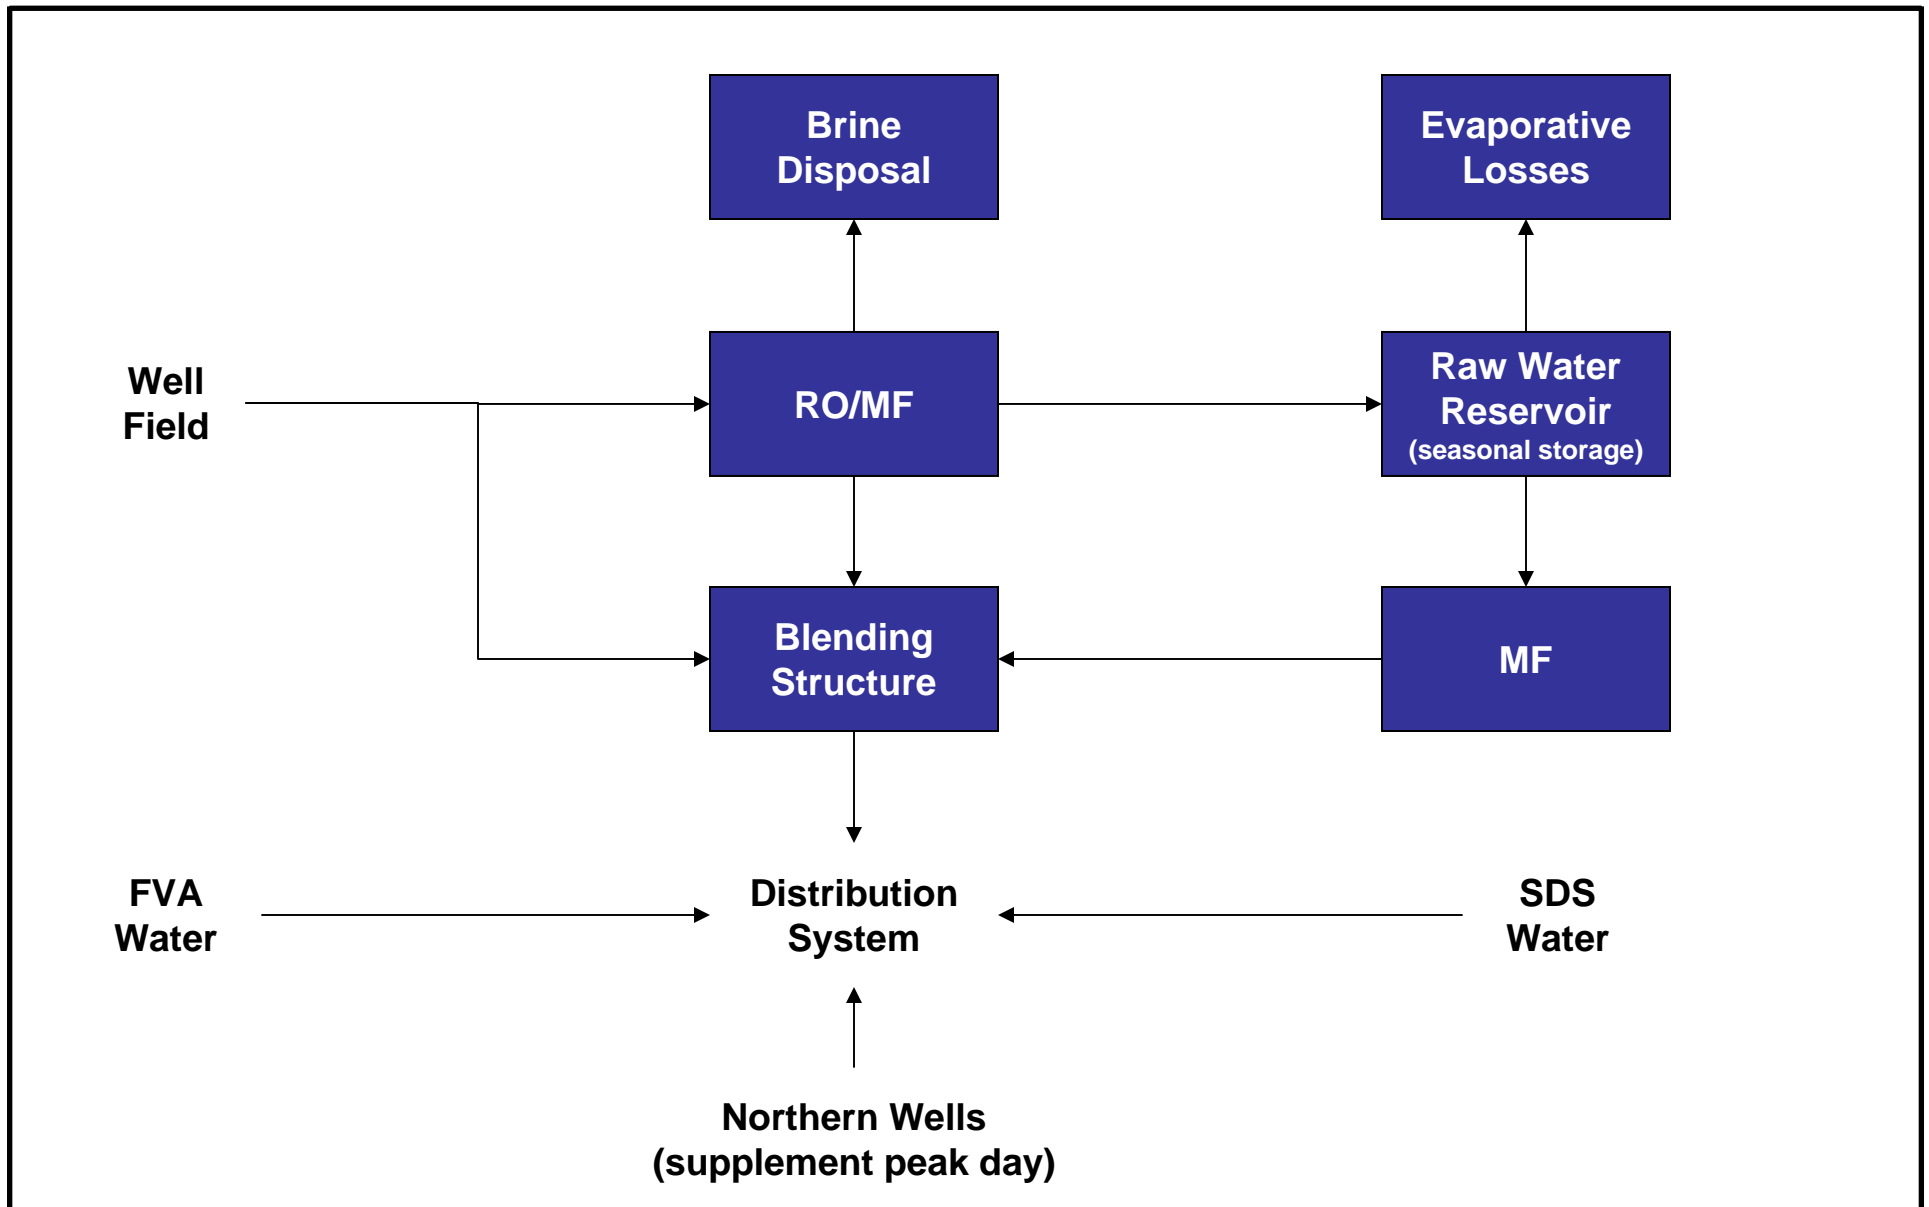 Brine
Disposal
Evaporative
Losses
Well
Field
RO/MF
Raw Water
Reservoir
(seasonal storage)
Blending
Structure
MF
FVA
Water
Distribution
System
SDS
Water
Northern Wells
(supplement peak day)